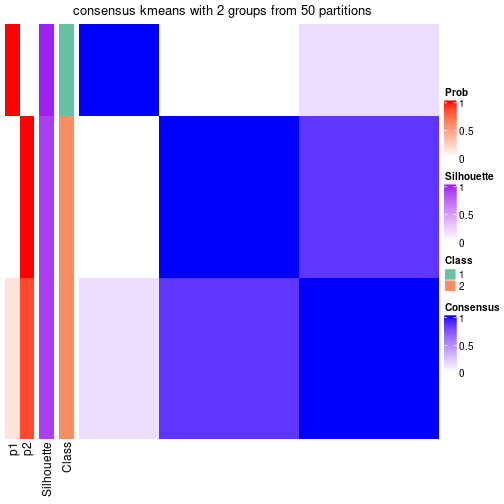 consensus kmeans with 2 groups from 50 partitions
Prob
1
0.5
0
Silhouette
1
0.5
0
Class
1
2
Consensus
1
0.5
0
p1
p2
Silhouette
Class